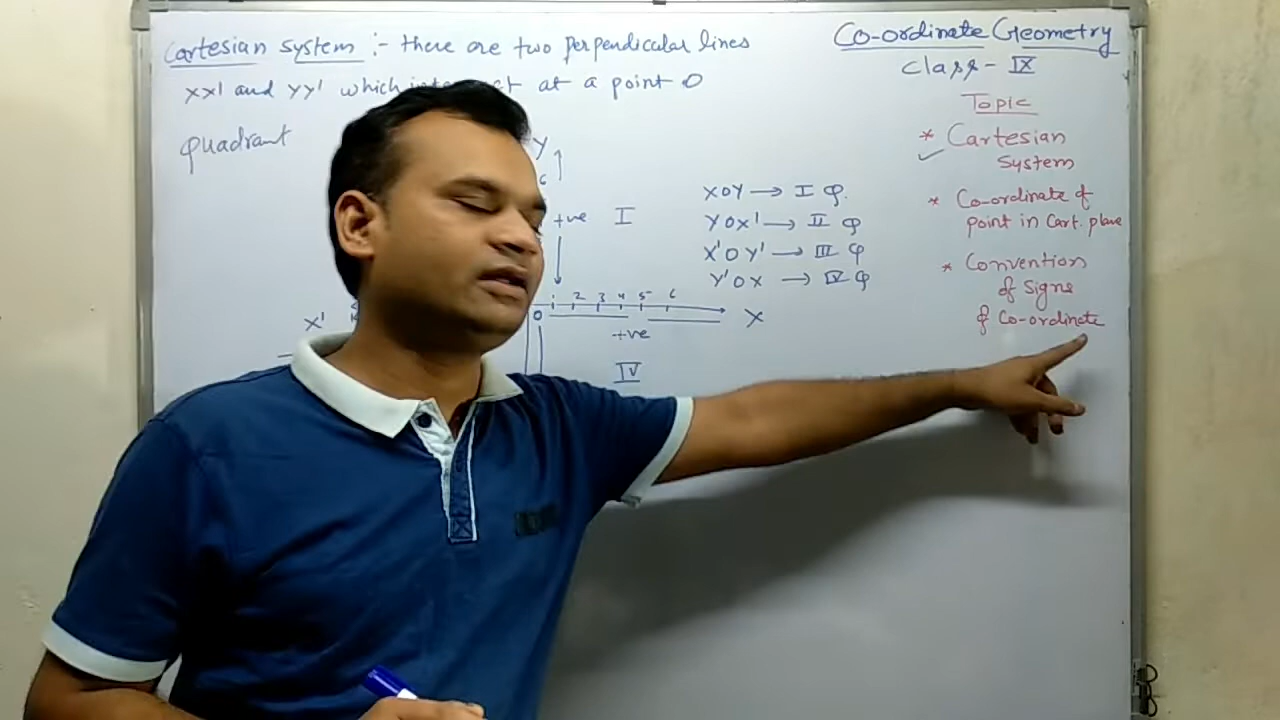 Cartesian System :- there are two perpendicular lines
XX' and YY' which intersect at a point O
Quadrant
Co-ordinate Geometry
Class - IX
Topic
* Cartesian
✓ System
* Co-ordinate of
point in Cart. plane
* Convention
of Signs
of Co-ordinate
XOY → I Q.
YOX' → II Q
X'OY' → III Q
Y'OX → IV Q
Y
+ve I
1 2 3 4 5 6
X' O X
+ve
IV